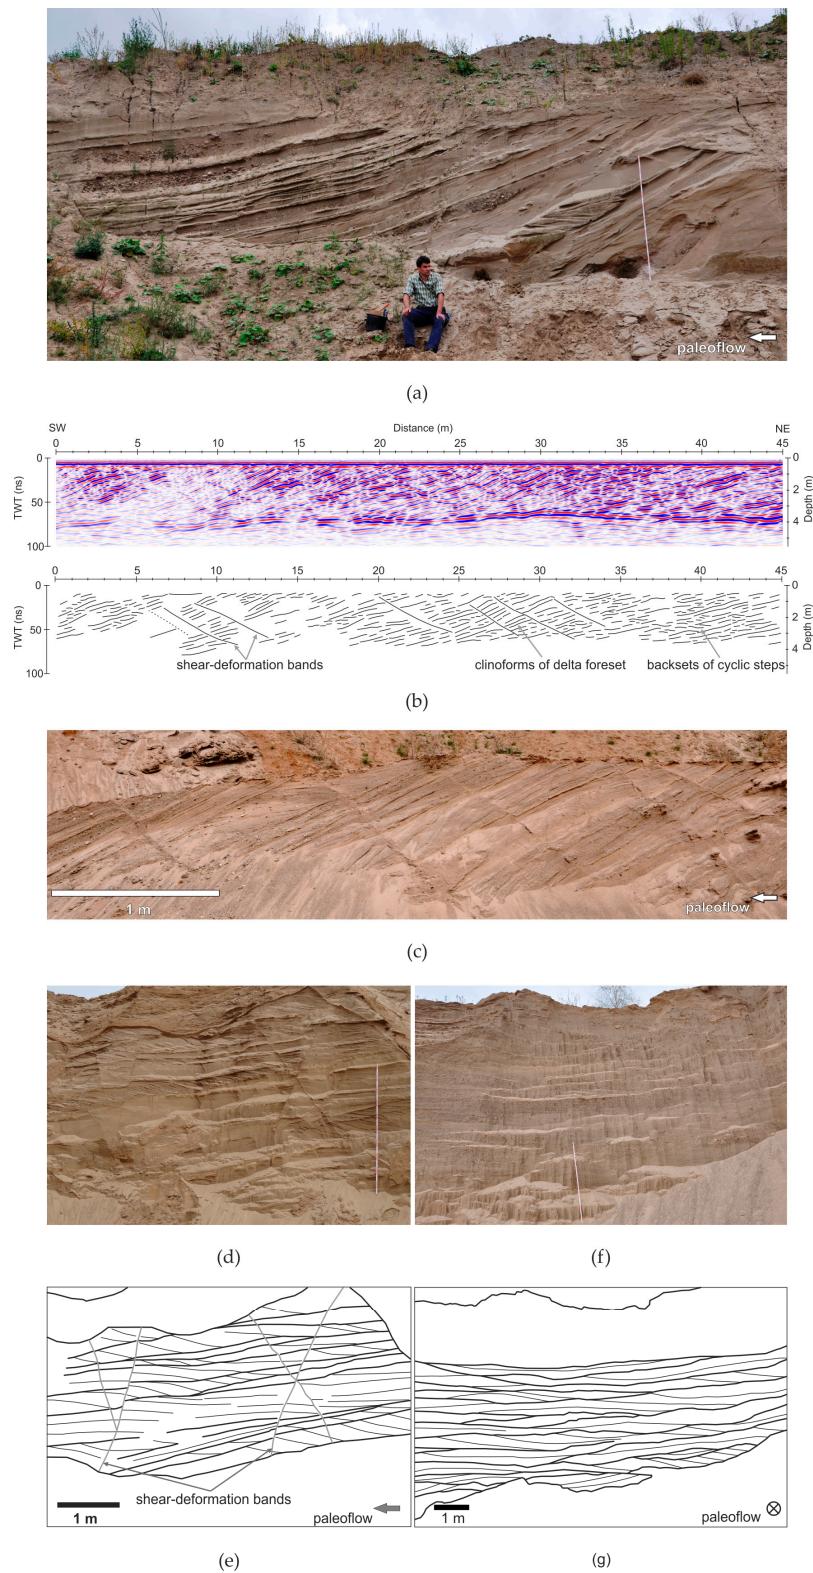 paleoflow
(a)
SW Distance (m) NE
0 5 10 15 20 25 30 35 40 45
TWT (ns) 0 50 100
Depth (m) 0 2 4
0 5 10 15 20 25 30 35 40 45
TWT (ns) 0 50 100
Depth (m) 0 2 4
shear-deformation bands clinoforms of delta foreset backsets of cyclic steps
(b)
1 m paleoflow
(c)
(d) (f)
shear-deformation bands
1 m paleoflow
1 m paleoflow
(e) (g)